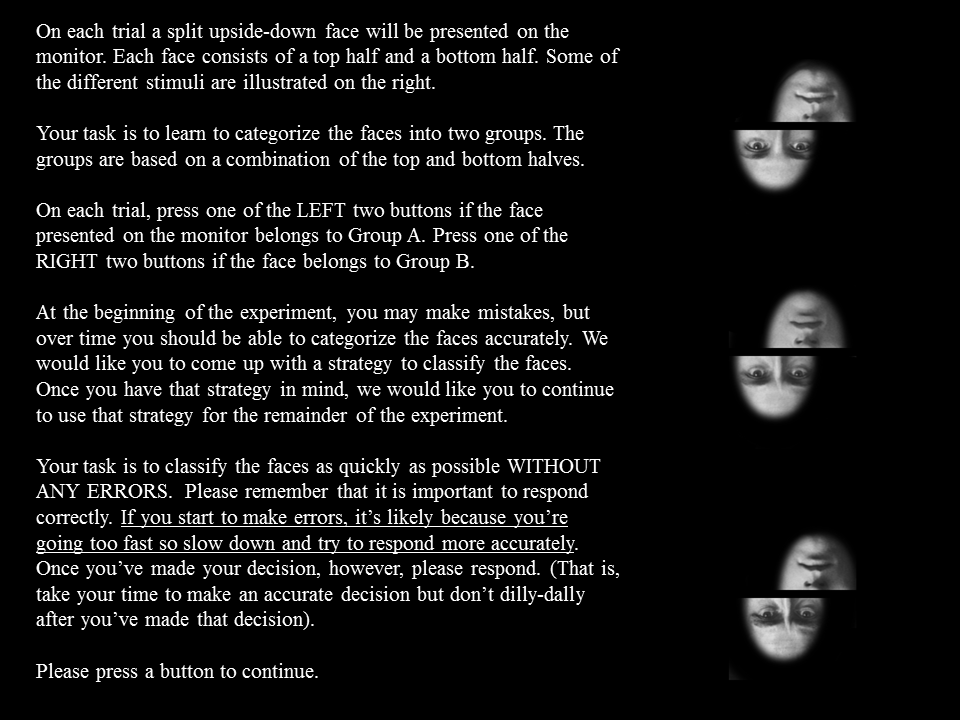 On each trial a split upside-down face will be presented on the
monitor. Each face consists of a top half and a bottom half. Some of
the different stimuli are illustrated on the right.
Your task is to learn to categorize the faces into two groups. The
groups are based on a combination of the top and bottom halves.
On each trial, press one of the LEFT two buttons if the face
presented on the monitor belongs to Group A. Press one of the
RIGHT two buttons if the face belongs to Group B.
At the beginning of the experiment, you may make mistakes, but
over time you should be able to categorize the faces accurately. We
would like you to come up with a strategy to classify the faces.
Once you have that strategy in mind, we would like you to continue
to use that strategy for the remainder of the experiment.
Your task is to classify the faces as quickly as possible WITHOUT
ANY ERRORS. Please remember that it is important to respond
correctly. If you start to make errors, it’s likely because you’re
going too fast so slow down and try to respond more accurately.
Once you’ve made your decision, however, please respond. (That is,
take your time to make an accurate decision but don’t dilly-dally
after you’ve made that decision).
Please press a button to continue.